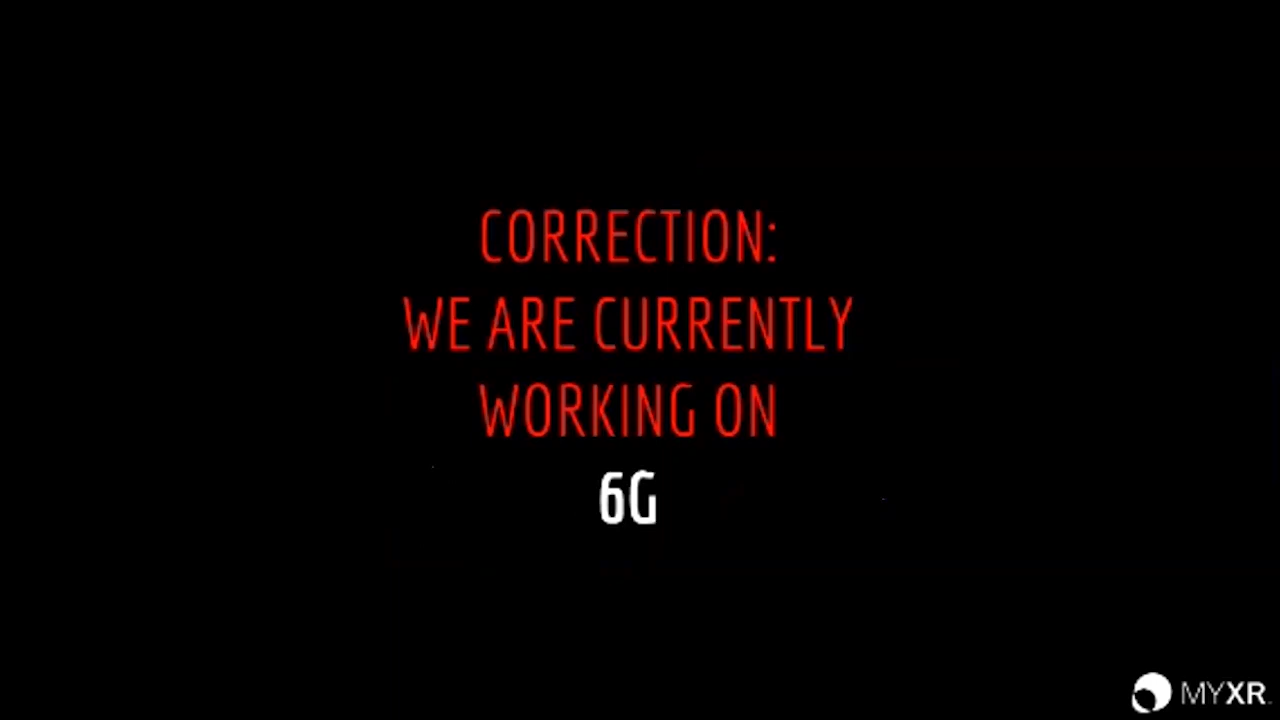 CORRECTION:
WE ARE CURRENTLY
WORKING ON
6G
MYXR